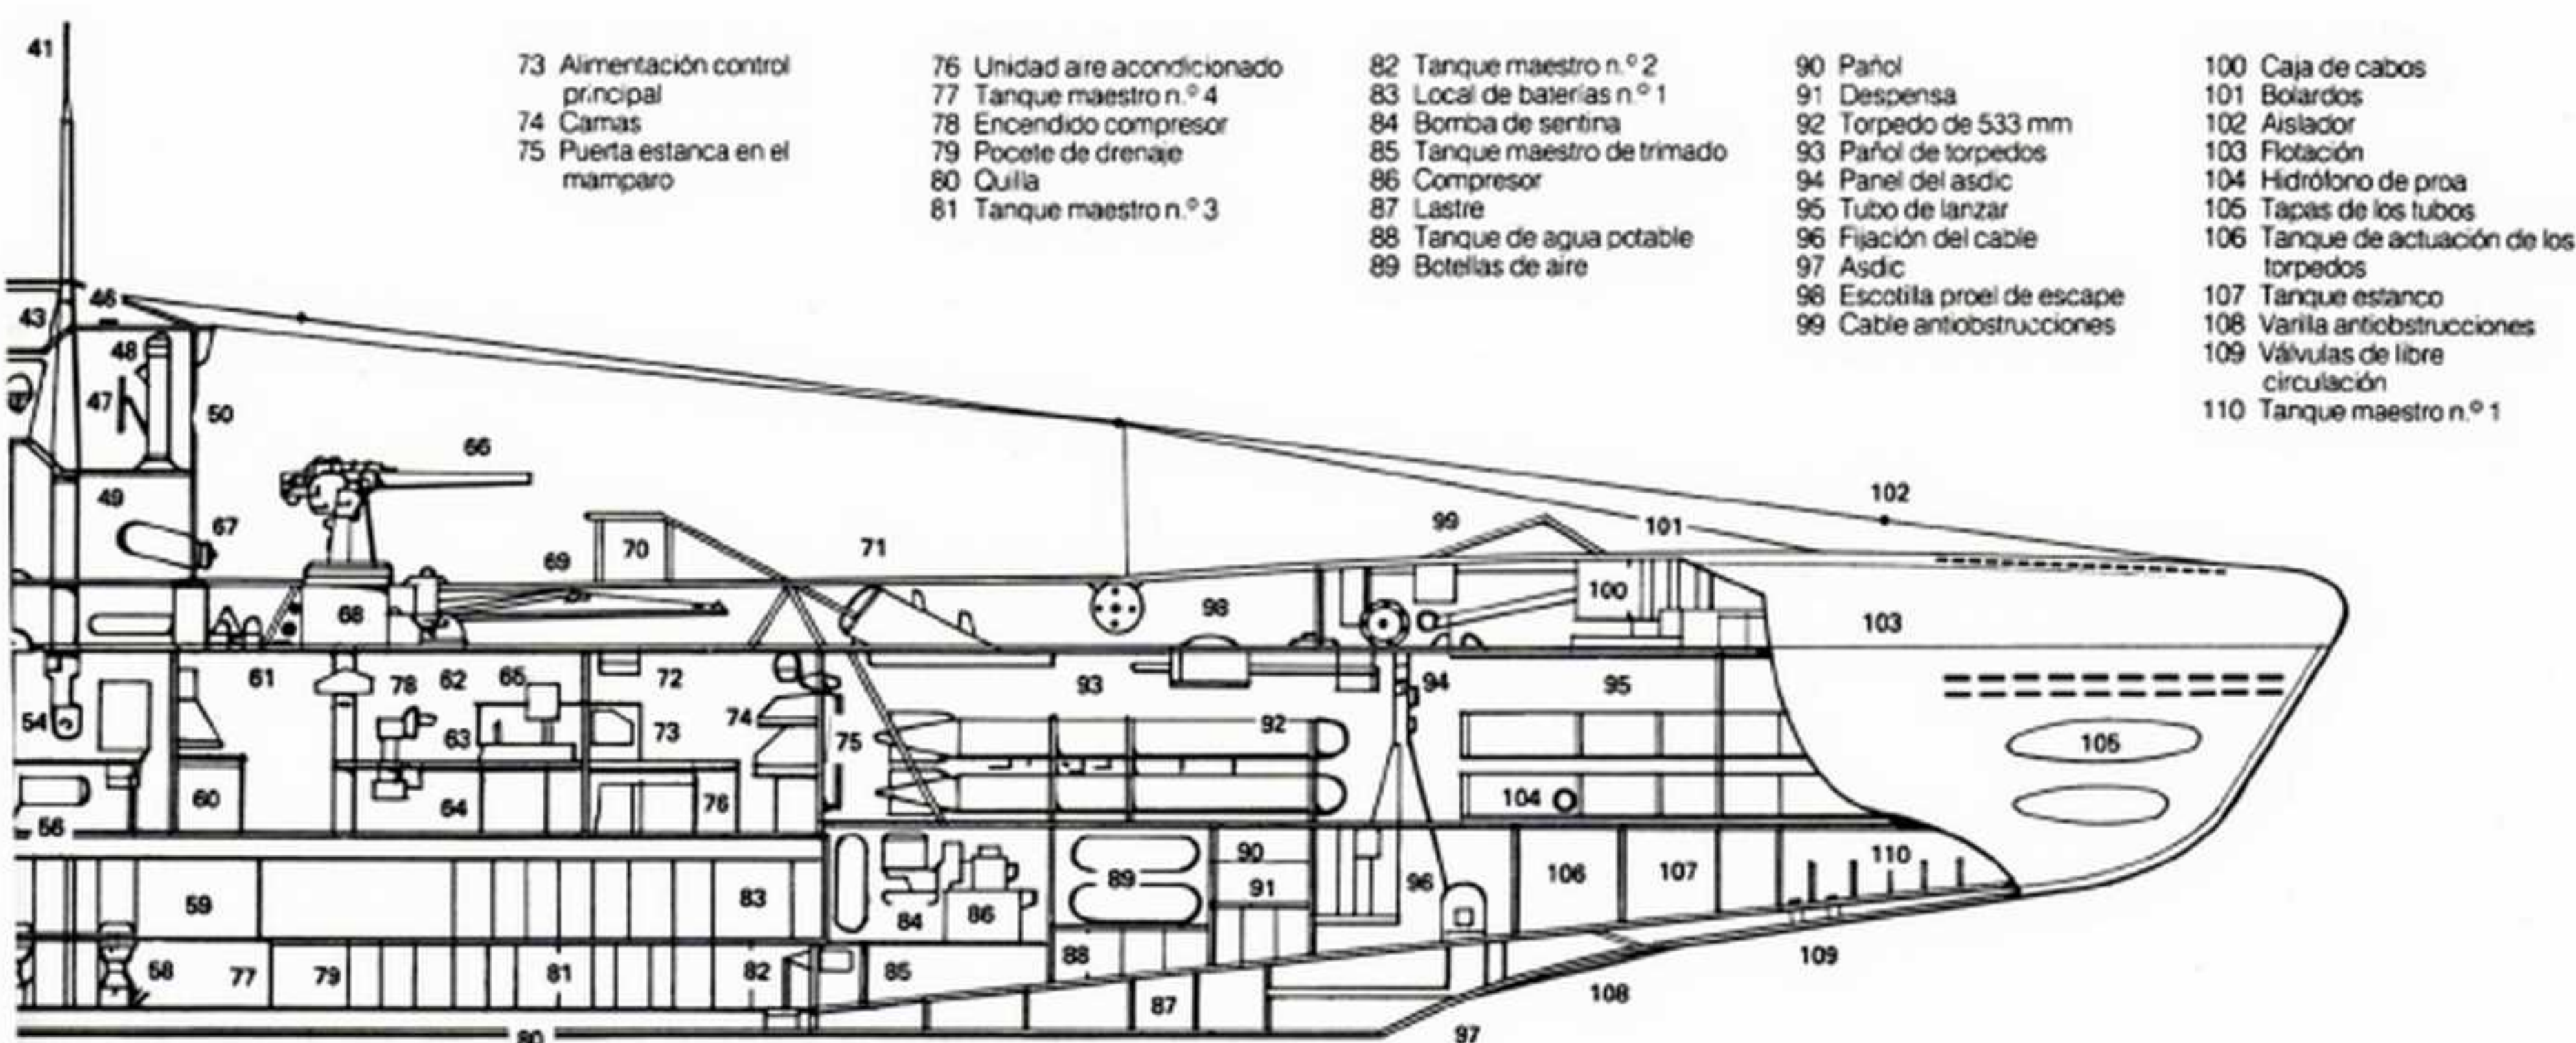 73 Alimentación control
principal
74 Camas
75 Puerta estanca en el
mamparo
76 Unidad aire acondicionado
77 Tanque maestro n.º 4
78 Encendido compresor
79 Pocete de drenaje
80 Quilla
81 Tanque maestro n.º 3
82 Tanque maestro n.º 2
83 Local de baterías n.º 1
84 Bomba de sentina
85 Tanque maestro de trimado
86 Compresor
87 Lastre
88 Tanque de agua potable
89 Botellas de aire
90 Pañol
91 Despensa
92 Torpedo de 533 mm
93 Pañol de torpedos
94 Panel del asdic
95 Tubo de lanzar
96 Fijación del cable
97 Asdic
98 Escotilla proel de escape
99 Cable antiobstrucciones
100 Caja de cabos
101 Bolardos
102 Aislador
103 Flotación
104 Hidrófono de proa
105 Tapas de los tubos
106 Tanque de actuación de los
torpedos
107 Tanque estanco
108 Varilla antiobstrucciones
109 Válvulas de libre
circulación
110 Tanque maestro n.º 1
41
46
43
48
47
50
66
49
67
102
99
101
69
70
71
68
98
100
103
61
78
62
65
72
93
94
95
54
63
73
74
75
92
105
60
64
76
104
56
90
110
59
83
84
86
89
91
96
106
107
58
77
79
81
82
85
88
109
87
108
80
97